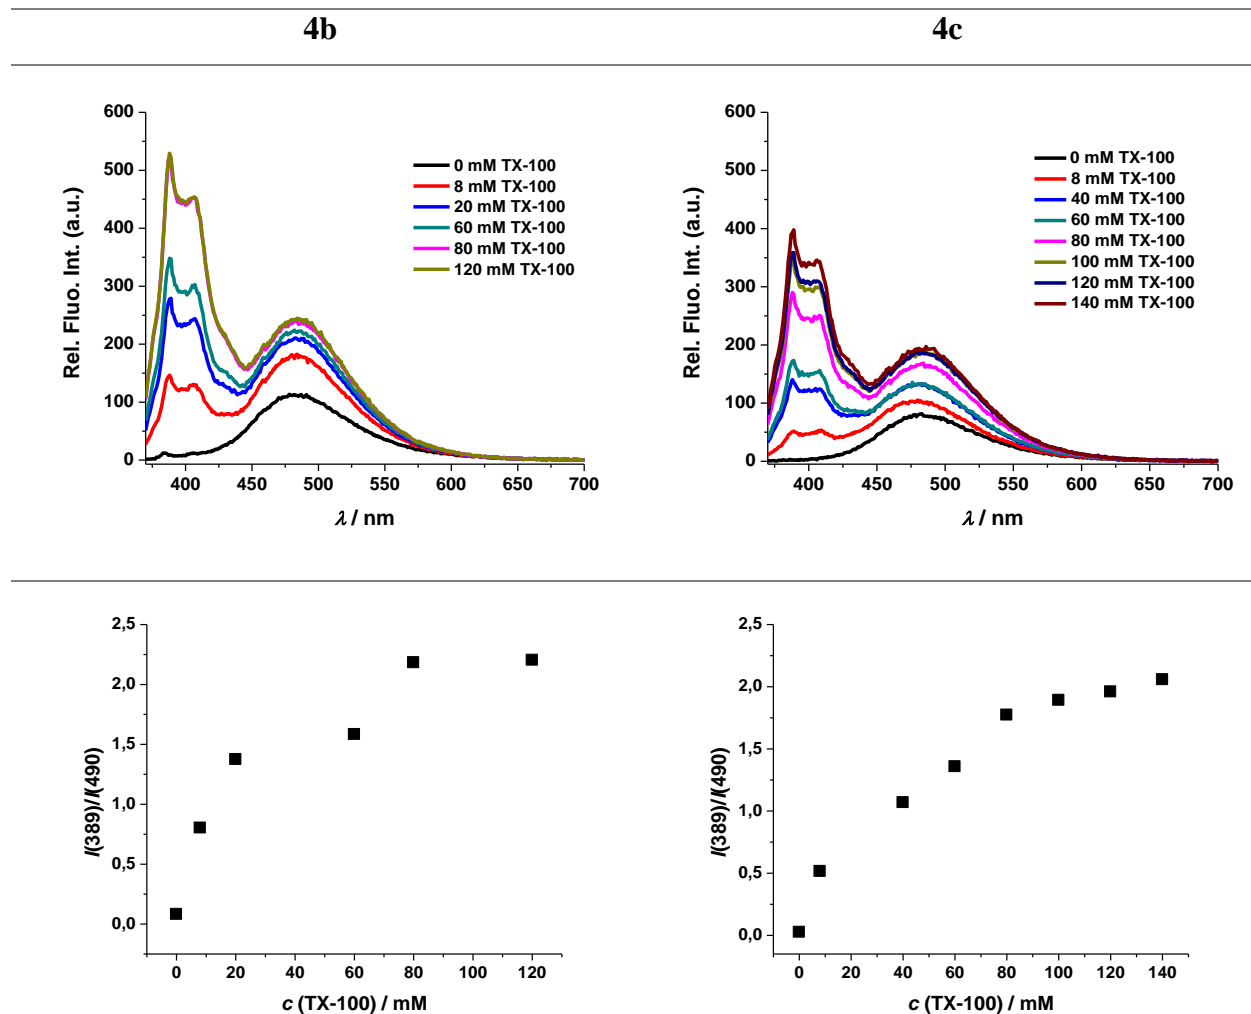 4b
4c
600
500
400
300
200
100
0
Rel. Fluo. Int. (a.u.)
0 mM TX-100
8 mM TX-100
20 mM TX-100
60 mM TX-100
80 mM TX-100
120 mM TX-100
400 450 500 550 600 650 700
λ / nm
600
500
400
300
200
100
0
Rel. Fluo. Int. (a.u.)
0 mM TX-100
8 mM TX-100
40 mM TX-100
60 mM TX-100
80 mM TX-100
100 mM TX-100
120 mM TX-100
140 mM TX-100
400 450 500 550 600 650 700
λ / nm
2,5
2,0
1,5
1,0
0,5
0,0
I(389)/I(490)
0 20 40 60 80 100 120
c (TX-100) / mM
2,5
2,0
1,5
1,0
0,5
0,0
I(389)/I(490)
0 20 40 60 80 100 120 140
c (TX-100) / mM